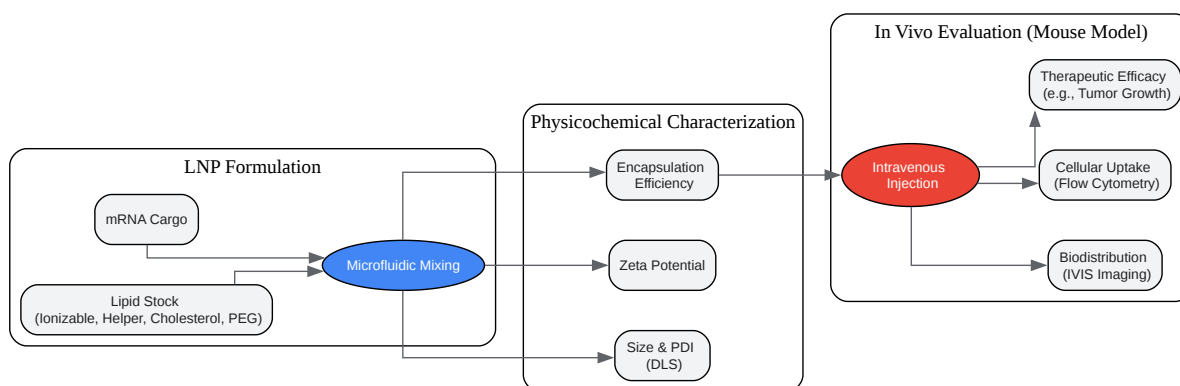 LNP Formulation
mRNA Cargo
Lipid Stock
(Ionizable, Helper, Cholesterol, PEG)
Microfluidic Mixing
Physicochemical Characterization
Encapsulation
Efficiency
Zeta Potential
Size & PDI
(DLS)
In Vivo Evaluation (Mouse Model)
Intravenous
Injection
Therapeutic Efficacy
(e.g., Tumor Growth)
Cellular Uptake
(Flow Cytometry)
Biodistribution
(IVIS Imaging)